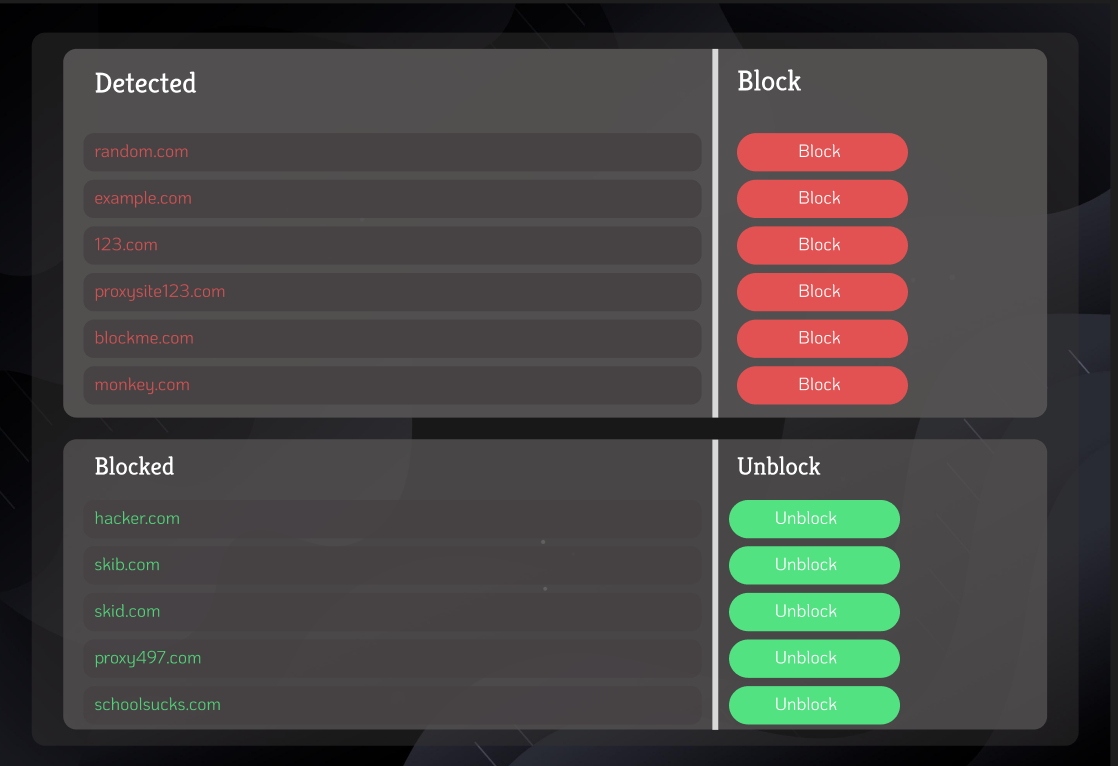 Detected Block
random.com Block
example.com Block
123.com Block
proxysite123.com Block
blockme.com Block
monkey.com Block
Blocked Unblock
hacker.com Unblock
skib.com Unblock
skid.com Unblock
proxy497.com Unblock
schoolsucks.com Unblock